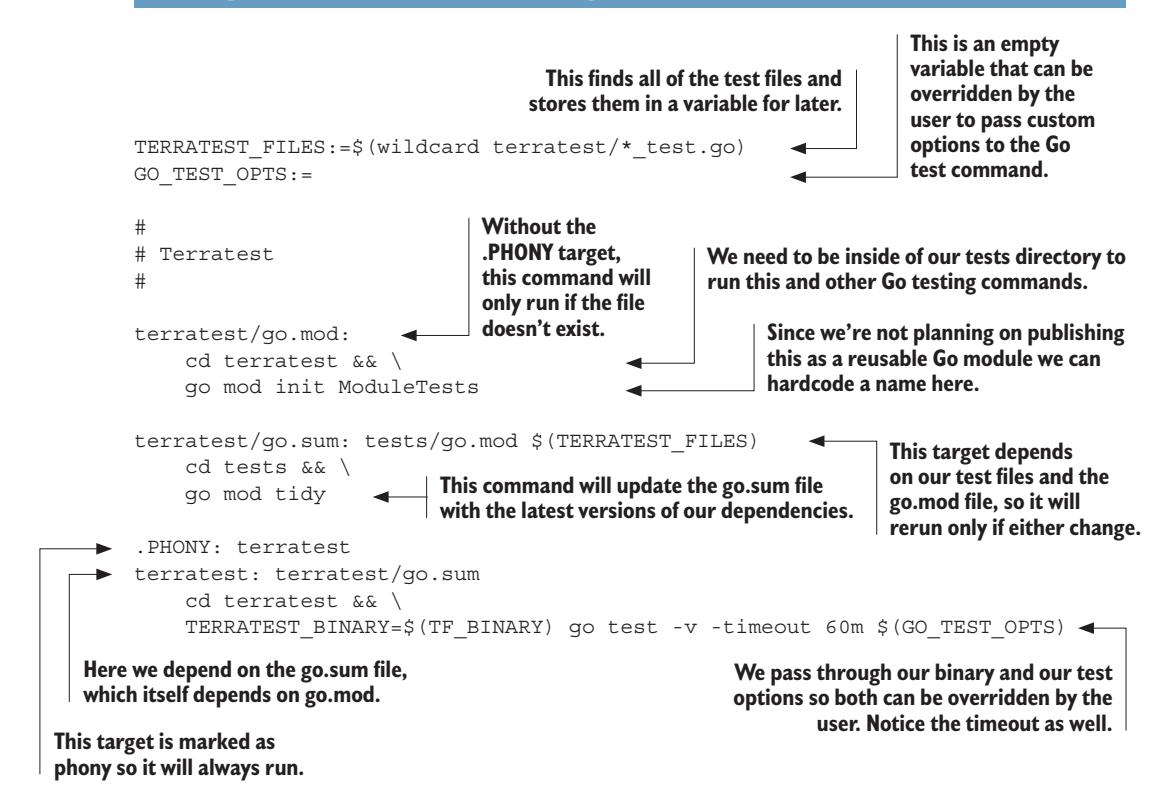 This is an empty
variable that can be
overridden by the
user to pass custom
options to the Go
test command.
This finds all of the test files and
stores them in a variable for later.
TERRATEST_FILES:=$(wildcard terratest/*_test.go)
GO_TEST_OPTS:=
#
# Terratest
#
Without the
.PHONY target,
this command will
only run if the file
doesn't exist.
We need to be inside of our tests directory to
run this and other Go testing commands.
terratest/go.mod:
    cd terratest && \
    go mod init ModuleTests
Since we're not planning on publishing
this as a reusable Go module we can
hardcode a name here.
terratest/go.sum: tests/go.mod $(TERRATEST_FILES)
    cd tests && \
    go mod tidy
This command will update the go.sum file
with the latest versions of our dependencies.
This target depends
on our test files and the
go.mod file, so it will
rerun only if either change.
.PHONY: terratest
terratest: terratest/go.sum
    cd terratest && \
    TERRATEST_BINARY=$(TF_BINARY) go test -v -timeout 60m $(GO_TEST_OPTS)
Here we depend on the go.sum file,
which itself depends on go.mod.
We pass through our binary and our test
options so both can be overridden by the
user. Notice the timeout as well.
This target is marked as
phony so it will always run.